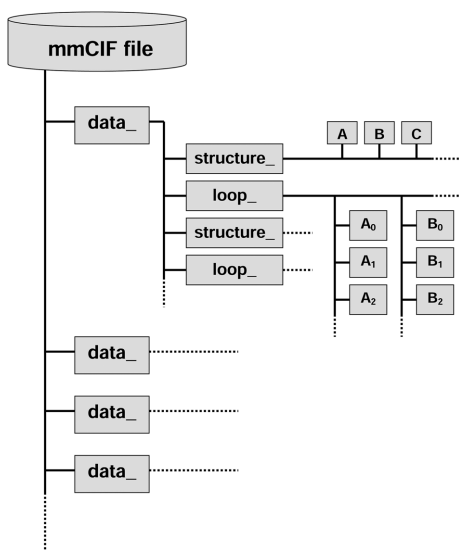 mmCIF file
data_
A B C
structure_
loop_
A₀ B₀
structure_
A₁ B₁
loop_
A₂ B₂
data_
data_
data_